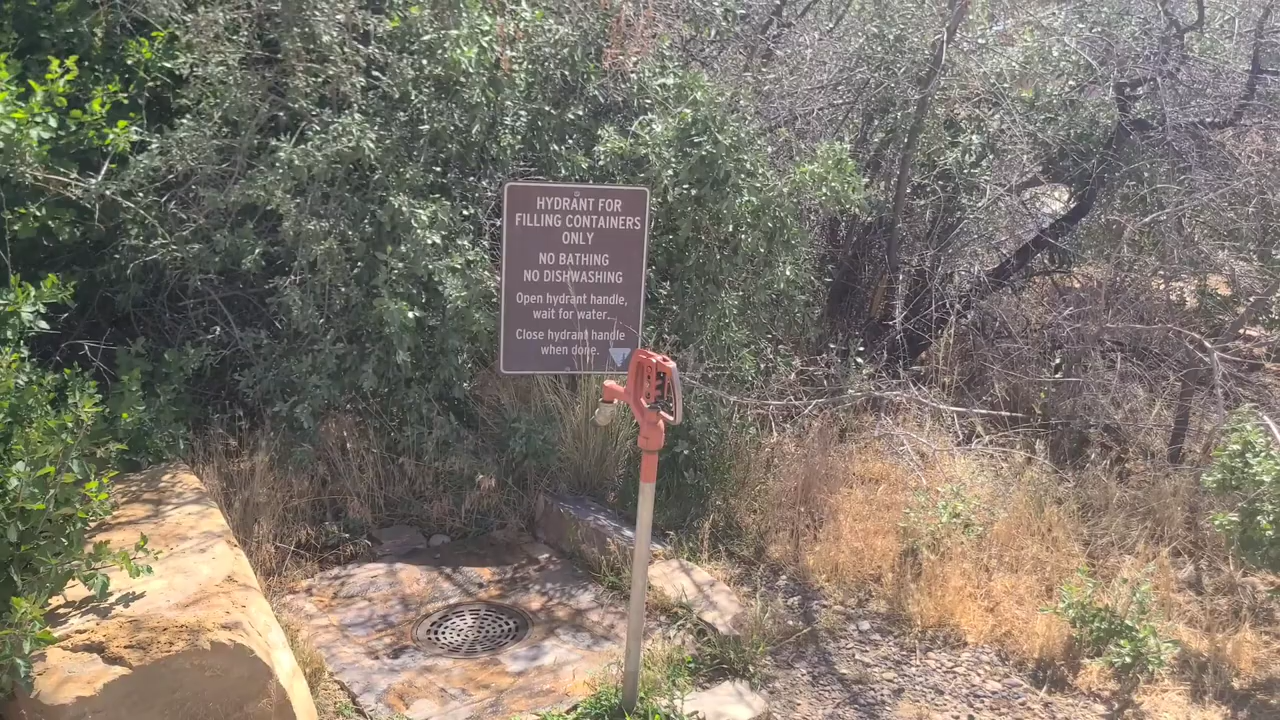 HYDRANT FOR
FILLING CONTAINERS
ONLY
NO BATHING
NO DISHWASHING
Open hydrant handle,
wait for water.
Close hydrant handle
when done.